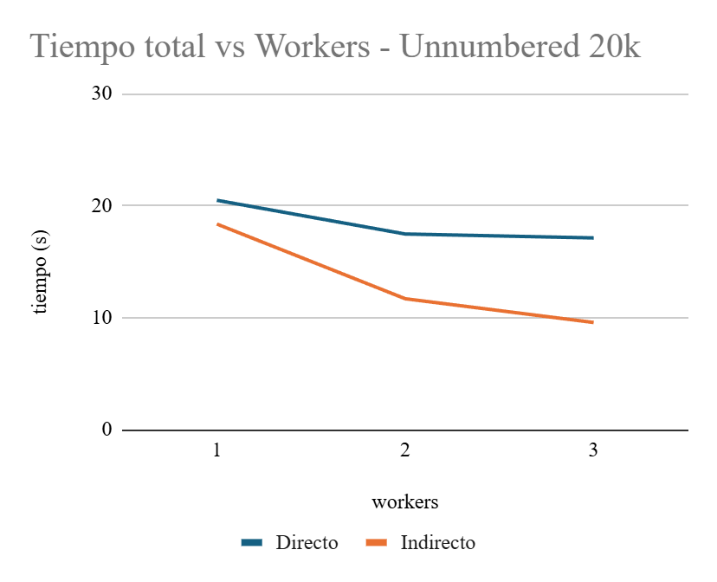 Tiempo total vs Workers - Unnumbered 20k
30
20
10
0
tiempo (s)
1 2 3
workers
Directo Indirecto